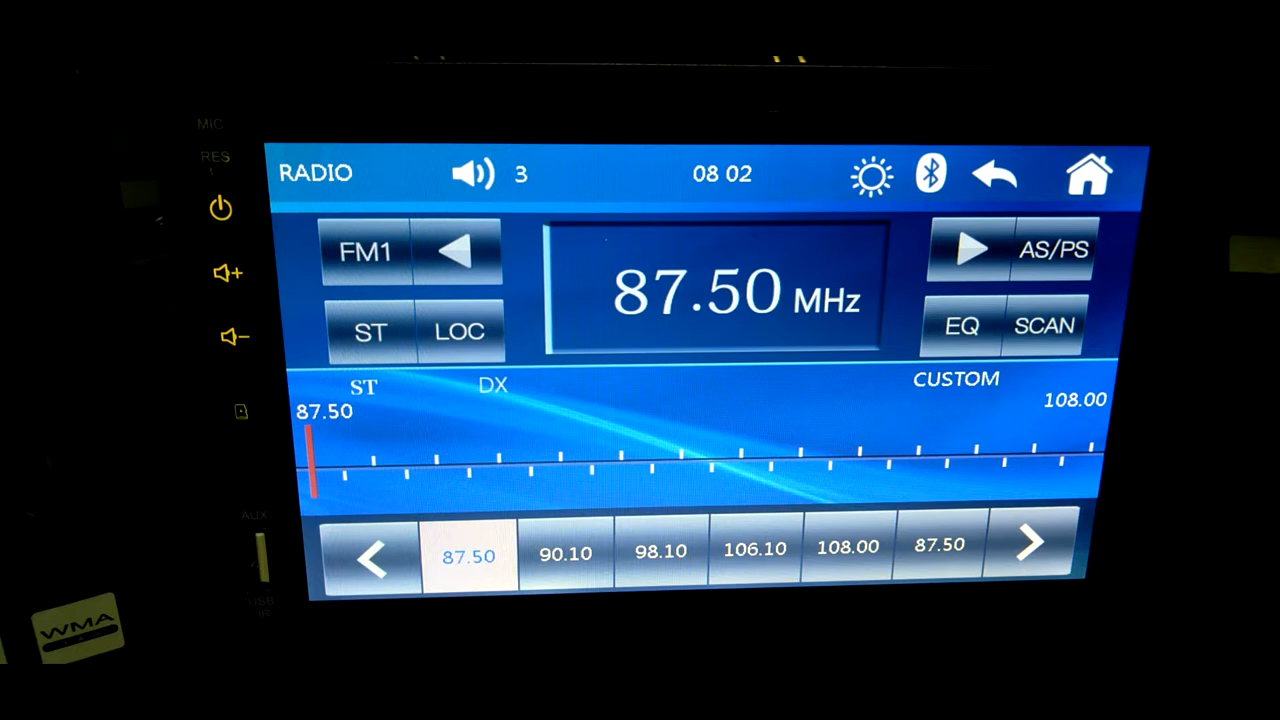 MIC
RES
RADIO 3 08 02
FM1 AS/PS
87.50 MHz
ST LOC EQ SCAN
ST DX CUSTOM
87.50 108.00
87.50 90.10 98.10 106.10 108.00 87.50
AUX
USB
IR
WMA